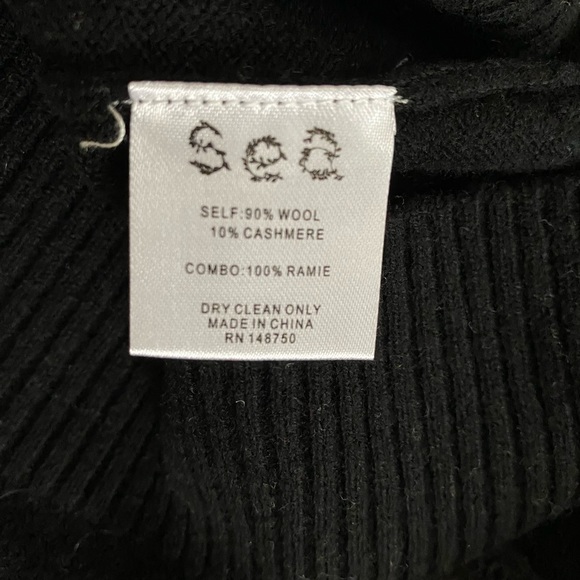 sea
SELF:90% WOOL
10% CASHMERE
COMBO:100% RAMIE
DRY CLEAN ONLY
MADE IN CHINA
RN 148750